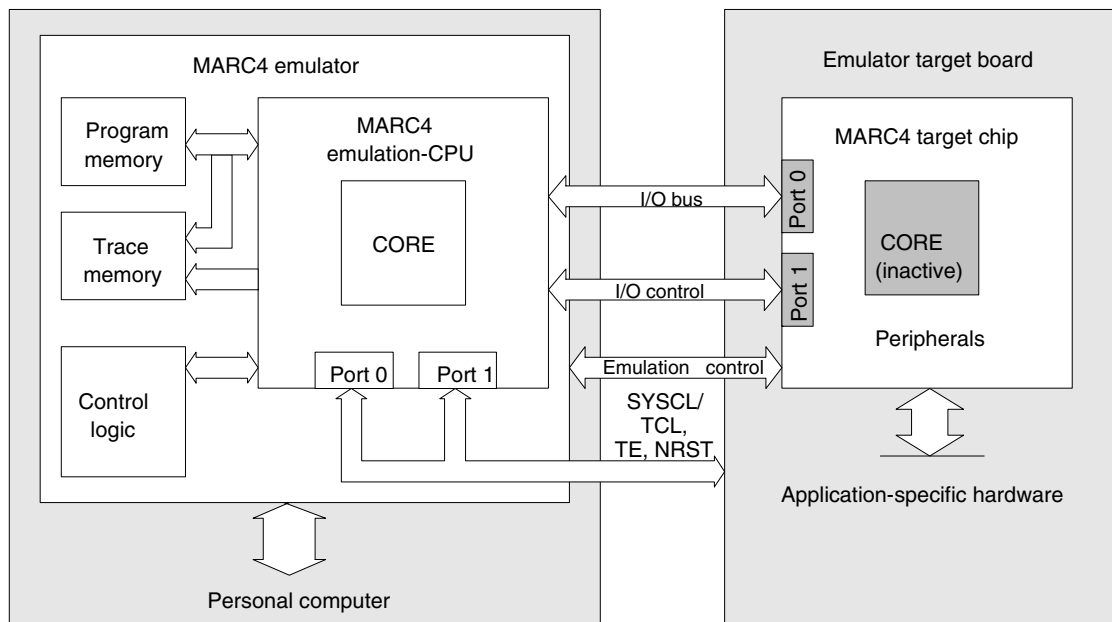 MARC4 emulator
Program
memory
Trace
memory
Control
logic
MARC4
emulation-CPU
CORE
Port 0
Port 1
I/O bus
I/O control
Emulation control
SYSCL/
TCL,
TE, NRST
Personal computer
Emulator target board
MARC4 target chip
Port 0
Port 1
CORE
(inactive)
Peripherals
Application-specific hardware